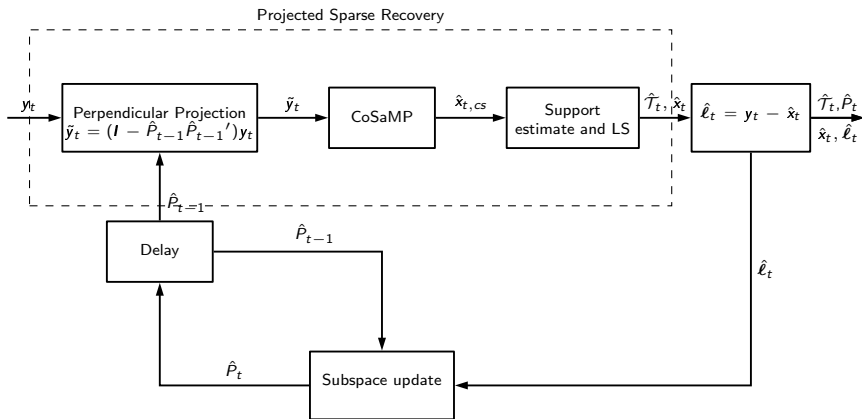 Projected Sparse Recovery
y_t
Perpendicular Projection
ỹ_t = (I − P̂_{t−1}P̂_{t−1}′)y_t
ỹ_t
CoSaMP
x̂_{t,cs}
Support
estimate and LS
𝒯̂_t, x̂_t
ℓ̂_t = y_t − x̂_t
𝒯̂_t, P̂_t
x̂_t, ℓ̂_t
P̂_{t−1}
Delay
P̂_{t−1}
ℓ̂_t
P̂_t
Subspace update